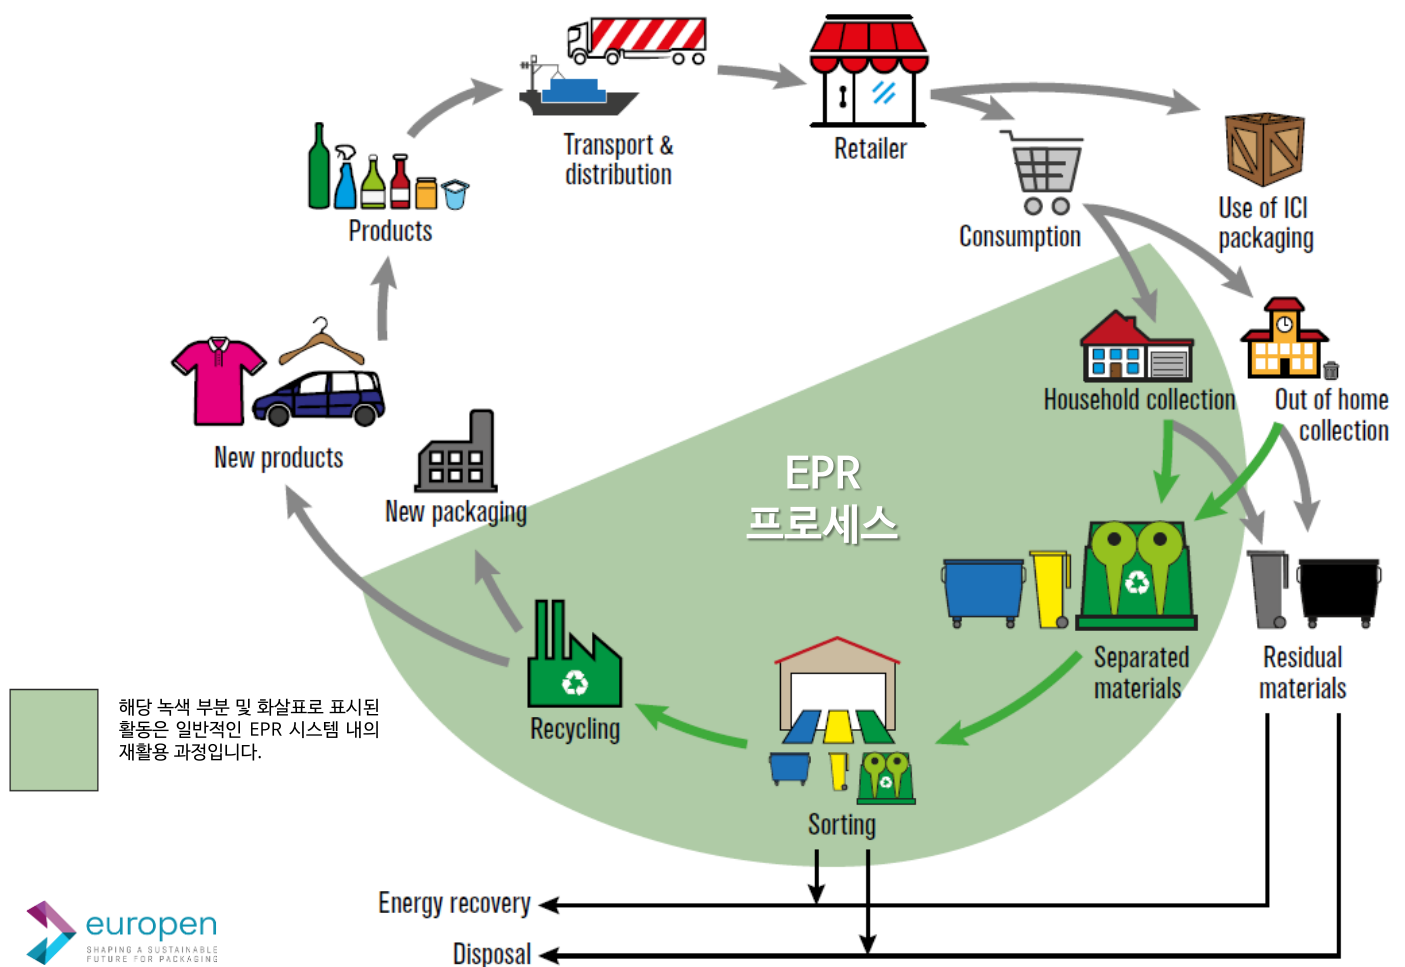 Transport &
distribution
Retailer
Products
Consumption
Use of ICI
packaging
New products
New packaging
Household collection
Out of home
collection
EPR
프로세스
Separated
materials
Residual
materials
Recycling
Sorting
해당 녹색 부분 및 화살표로 표시된
활동은 일반적인 EPR 시스템 내의
재활용 과정입니다.
Energy recovery
Disposal
europen
SHAPING A SUSTAINABLE
FUTURE FOR PACKAGING